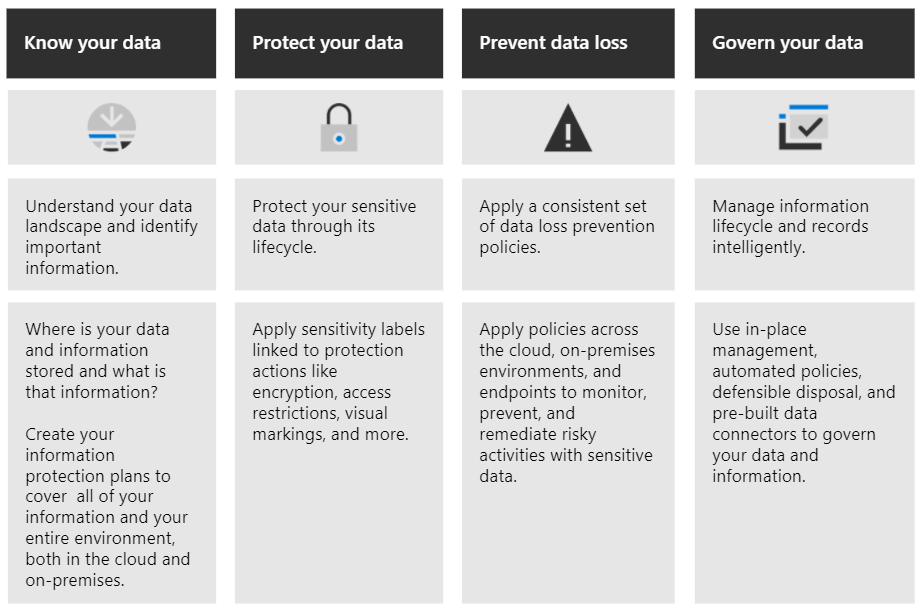 Know your data
Protect your data
Prevent data loss
Govern your data
Understand your data
landscape and identify
important
information.
Protect your sensitive
data through its
lifecycle.
Apply a consistent set
of data loss prevention
policies.
Manage information
lifecycle and records
intelligently.
Where is your data
and information
stored and what is
that information?
Create your
information
protection plans to
cover  all of your
information and your
entire environment,
both in the cloud and
on-premises.
Apply sensitivity labels
linked to protection
actions like
encryption, access
restrictions, visual
markings, and more.
Apply policies across
the cloud, on-premises
environments, and
endpoints to monitor,
prevent, and
remediate risky
activities with sensitive
data.
Use in-place
management,
automated policies,
defensible disposal, and
pre-built data
connectors to govern
your data and
information.